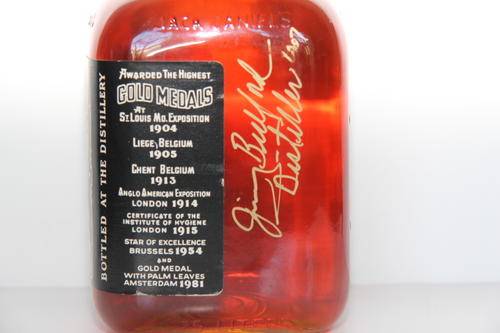 JACK DANIEL'S
BOTTLED AT THE DISTILLERY
AWARDED THE HIGHEST
GOLD MEDALS
AT
ST. LOUIS MO. EXPOSITION
1904
LIEGE, BELGIUM
1905
GHENT BELGIUM
1913
ANGLO AMERICAN EXPOSITION
LONDON 1914
CERTIFICATE OF THE
INSTITUTE OF HYGIENE
LONDON 1915
STAR OF EXCELLENCE
BRUSSELS 1954
AND
GOLD MEDAL
WITH PALM LEAVES
AMSTERDAM 1981
Jimmy Bedford
Distiller